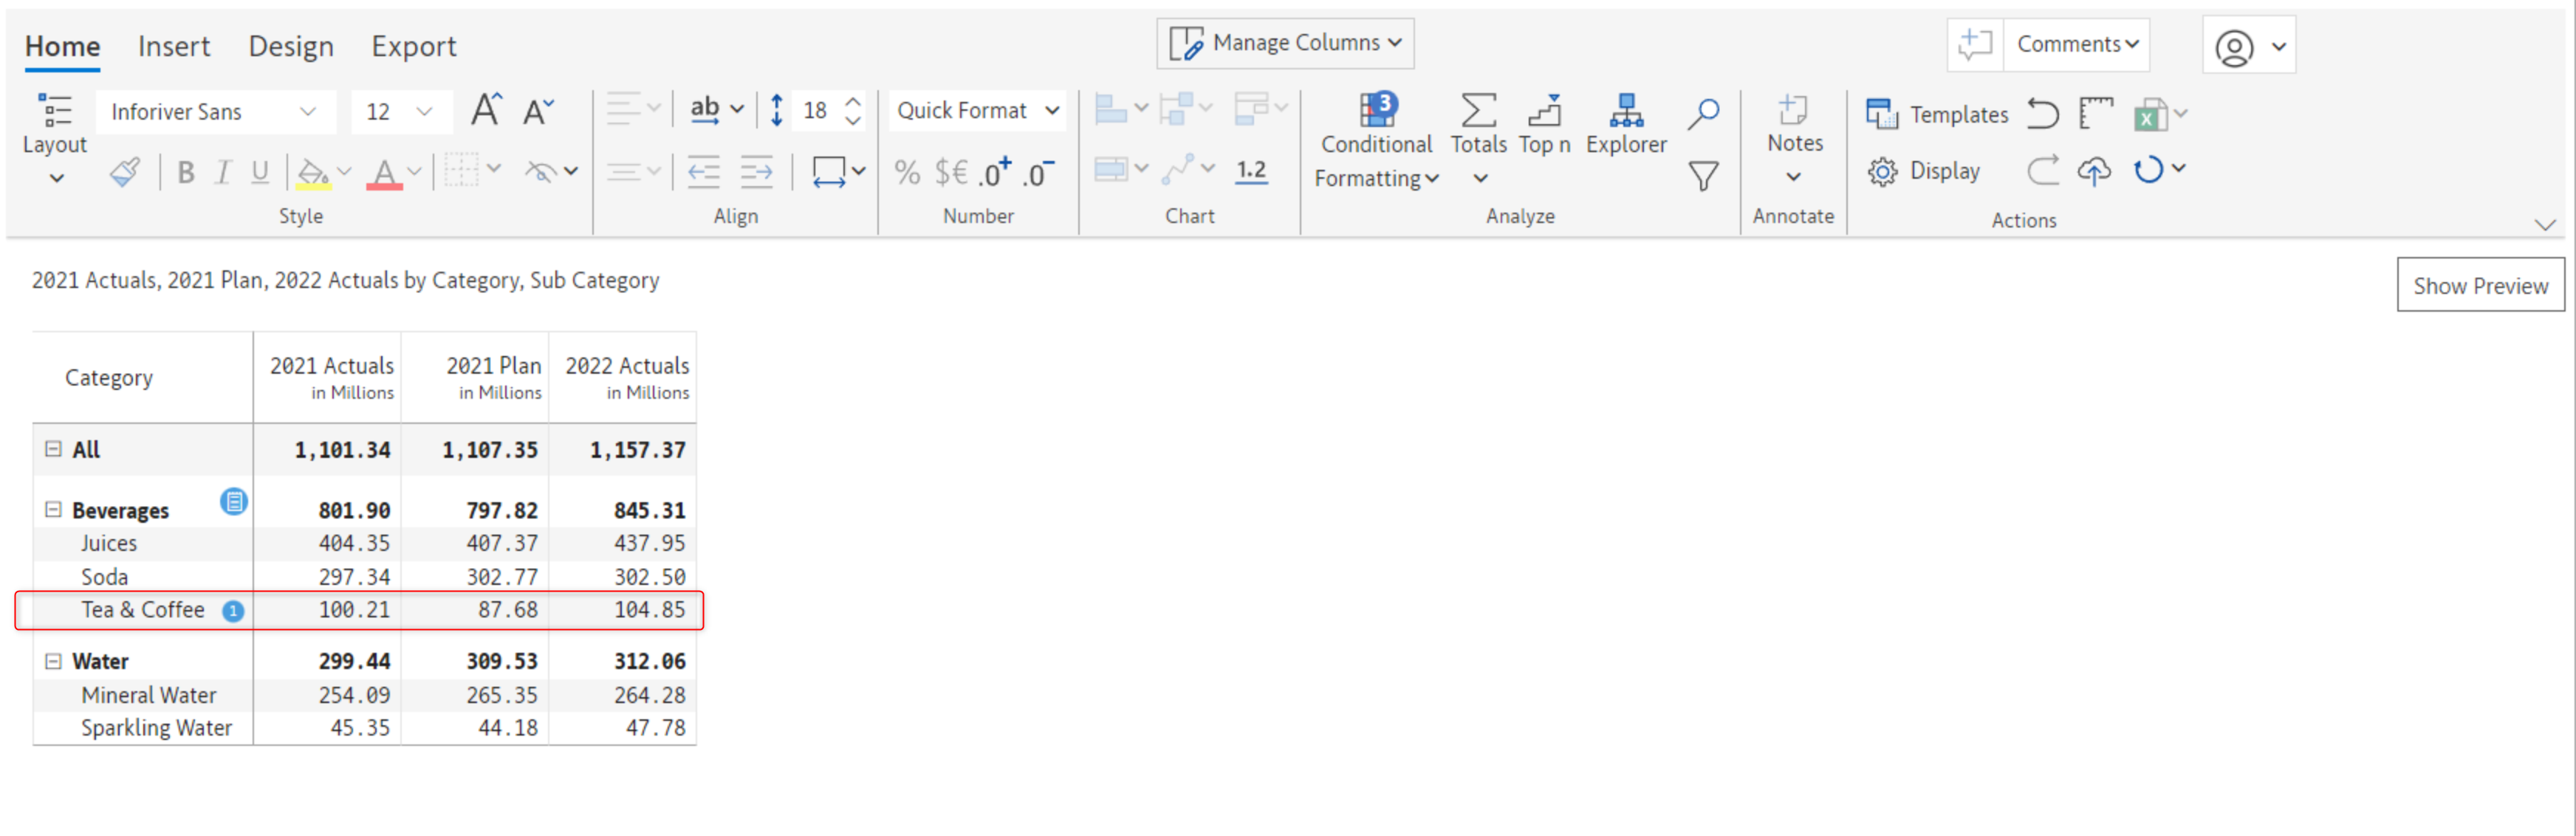 Home Insert Design Export Manage Columns Comments
Inforiver Sans 12 ab 18 Quick Format 3 Templates
Layout Conditional Totals Top n Explorer Notes
B I U A % $€ .0+ .0- 1.2 Formatting Display
Style Align Number Chart Analyze Annotate Actions
2021 Actuals, 2021 Plan, 2022 Actuals by Category, Sub Category
Show Preview
Category 2021 Actuals 2021 Plan 2022 Actuals
in Millions in Millions in Millions
All 1,101.34 1,107.35 1,157.37
Beverages 801.90 797.82 845.31
Juices 404.35 407.37 437.95
Soda 297.34 302.77 302.50
Tea & Coffee 1 100.21 87.68 104.85
Water 299.44 309.53 312.06
Mineral Water 254.09 265.35 264.28
Sparkling Water 45.35 44.18 47.78